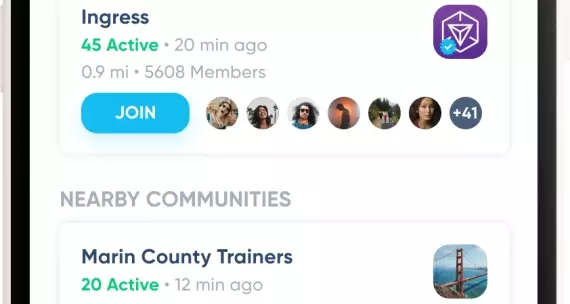 Ingress
45 Active • 20 min ago
0.9 mi • 5608 Members
JOIN
+41
NEARBY COMMUNITIES
Marin County Trainers
20 Active • 12 min ago